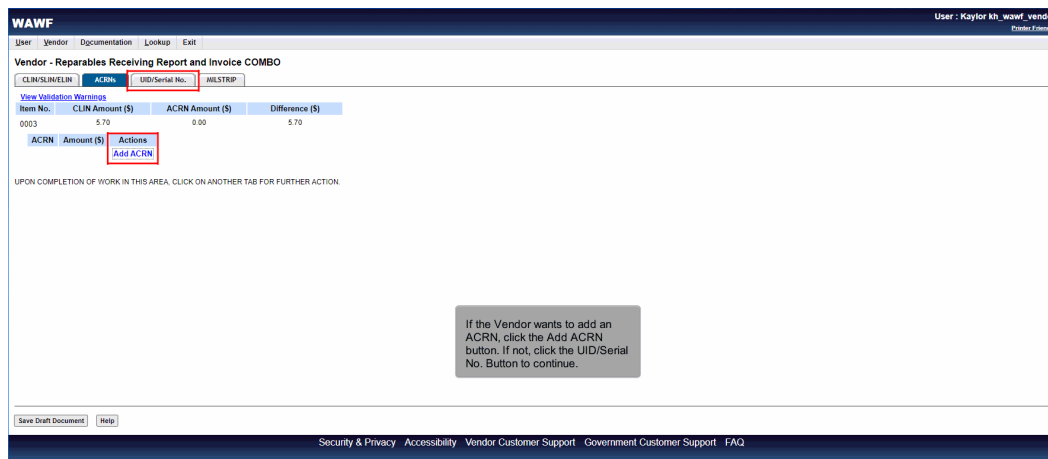 WAWF
User : Kaylor kh_wawf_vend
Printer Frien
User Vendor Documentation Lookup Exit
Vendor - Reparables Receiving Report and Invoice COMBO
CLIN/SLIN/ELIN ACRNs UID/Serial No. MILSTRIP
View Validation Warnings
Item No. CLIN Amount ($) ACRN Amount ($) Difference ($)
0003 5.70 0.00 5.70
ACRN Amount ($) Actions
Add ACRN
UPON COMPLETION OF WORK IN THIS AREA, CLICK ON ANOTHER TAB FOR FURTHER ACTION.
If the Vendor wants to add an
ACRN, click the Add ACRN
button. If not, click the UID/Serial
No. Button to continue.
Save Draft Document Help
Security & Privacy Accessibility Vendor Customer Support Government Customer Support FAQ